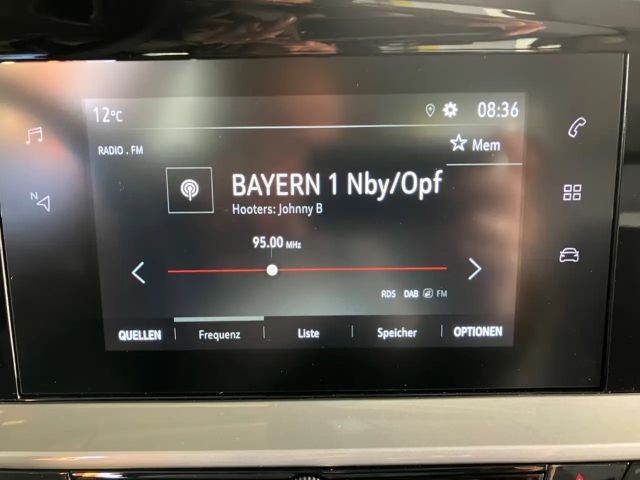 12°C 08:36
RADIO . FM
Mem
BAYERN 1 Nby/Opf
Hooters: Johnny B
95.00 MHz
RDS DAB FM
QUELLEN Frequenz Liste Speicher OPTIONEN
N